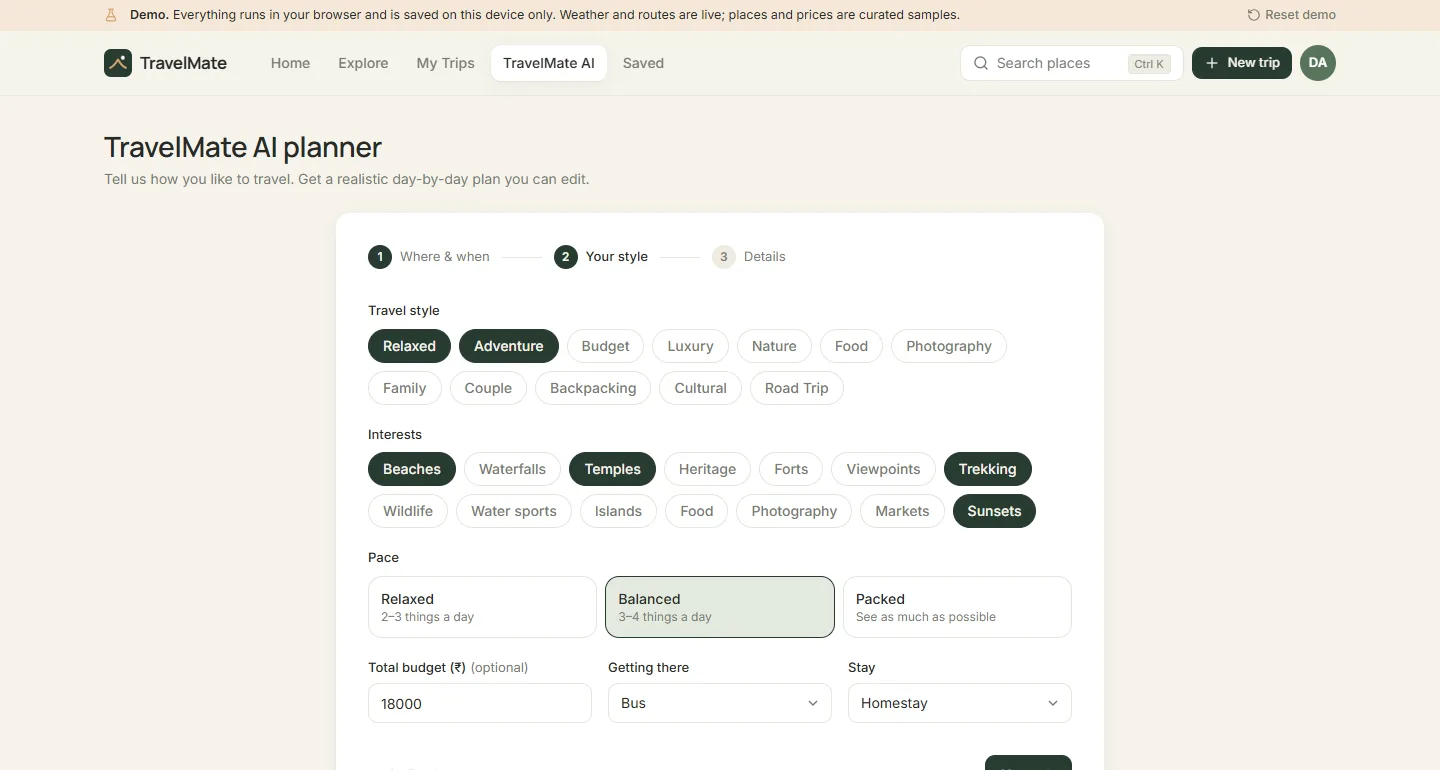 Demo. Everything runs in your browser and is saved on this device only. Weather and routes are live; places and prices are curated samples.
Reset demo
TravelMate
Home
Explore
My Trips
TravelMate AI
Saved
Search places
Ctrl K
New trip
DA
TravelMate AI planner
Tell us how you like to travel. Get a realistic day-by-day plan you can edit.
1 Where & when
2 Your style
3 Details
Travel style
Relaxed Adventure Budget Luxury Nature Food Photography
Family Couple Backpacking Cultural Road Trip
Interests
Beaches Waterfalls Temples Heritage Forts Viewpoints Trekking
Wildlife Water sports Islands Food Photography Markets Sunsets
Pace
Relaxed
2–3 things a day
Balanced
3–4 things a day
Packed
See as much as possible
Total budget (₹) (optional)
18000
Getting there
Bus
Stay
Homestay